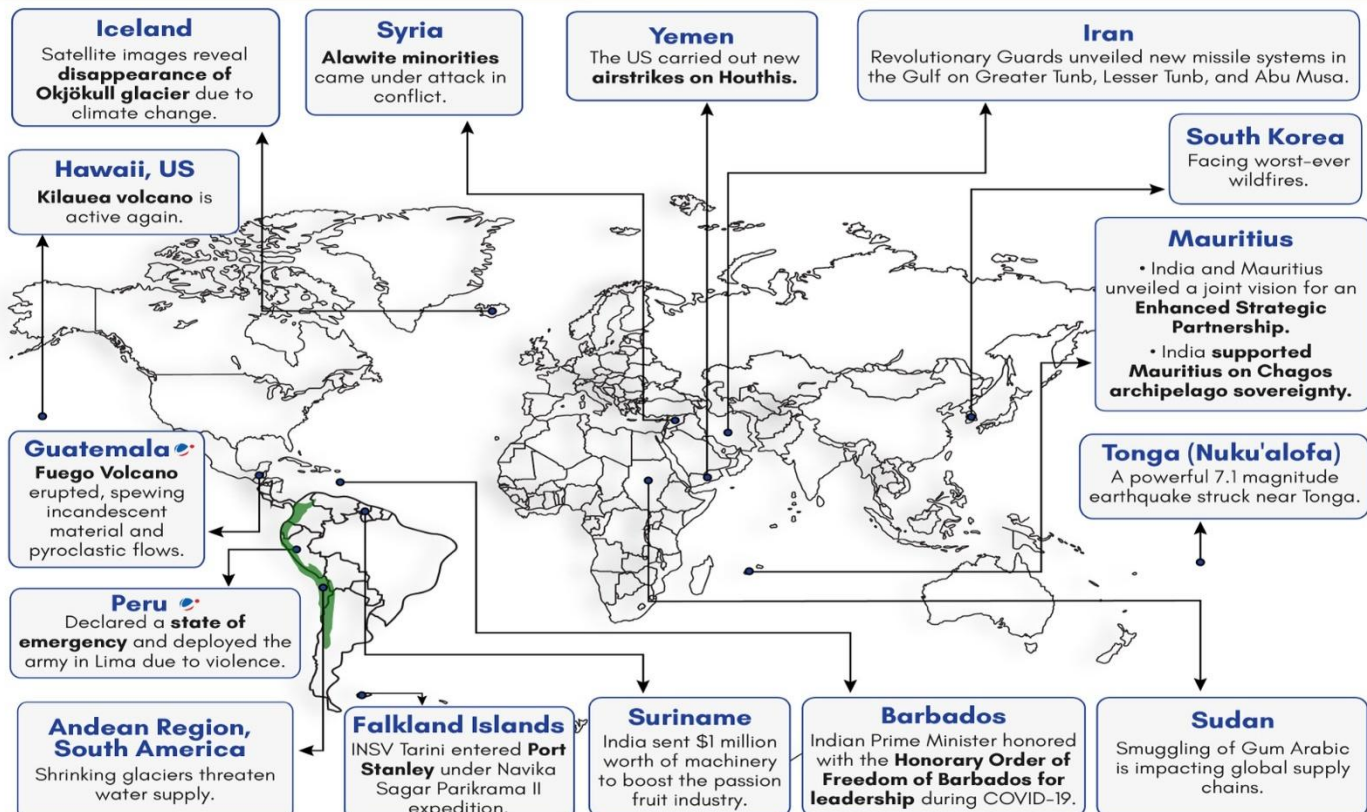 Iceland
Satellite images reveal
disappearance of
Okjökull glacier due to
climate change.
Syria
Alawite minorities
came under attack in
conflict.
Yemen
The US carried out new
airstrikes on Houthis.
Iran
Revolutionary Guards unveiled new missile systems in
the Gulf on Greater Tunb, Lesser Tunb, and Abu Musa.
South Korea
Facing worst-ever
wildfires.
Hawaii, US
Kilauea volcano is
active again.
Mauritius
• India and Mauritius
unveiled a joint vision for an
Enhanced Strategic
Partnership.
• India supported
Mauritius on Chagos
archipelago sovereignty.
Guatemala
Fuego Volcano
erupted, spewing
incandescent
material and
pyroclastic flows.
Tonga (Nuku'alofa)
A powerful 7.1 magnitude
earthquake struck near Tonga.
Peru
Declared a state of
emergency and deployed the
army in Lima due to violence.
Andean Region,
South America
Shrinking glaciers threaten
water supply.
Falkland Islands
INSV Tarini entered Port
Stanley under Navika
Sagar Parikrama II
expedition.
Suriname
India sent $1 million
worth of machinery
to boost the passion
fruit industry.
Barbados
Indian Prime Minister honored
with the Honorary Order of
Freedom of Barbados for
leadership during COVID-19.
Sudan
Smuggling of Gum Arabic
is impacting global supply
chains.